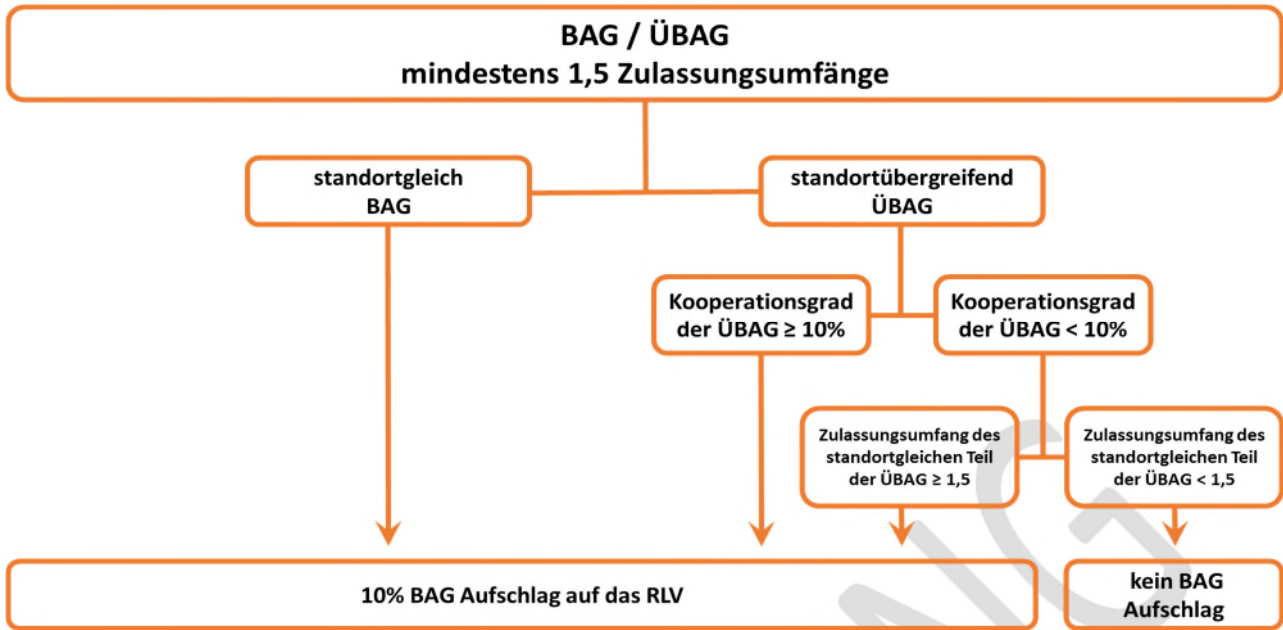 BAG / ÜBAG
mindestens 1,5 Zulassungsumfänge
standortgleich
BAG
standortübergreifend
ÜBAG
Kooperationsgrad
der ÜBAG ≥ 10%
Kooperationsgrad
der ÜBAG < 10%
Zulassungsumfang des
standortgleichen Teil
der ÜBAG ≥ 1,5
Zulassungsumfang des
standortgleichen Teil
der ÜBAG < 1,5
10% BAG Aufschlag auf das RLV
kein BAG
Aufschlag